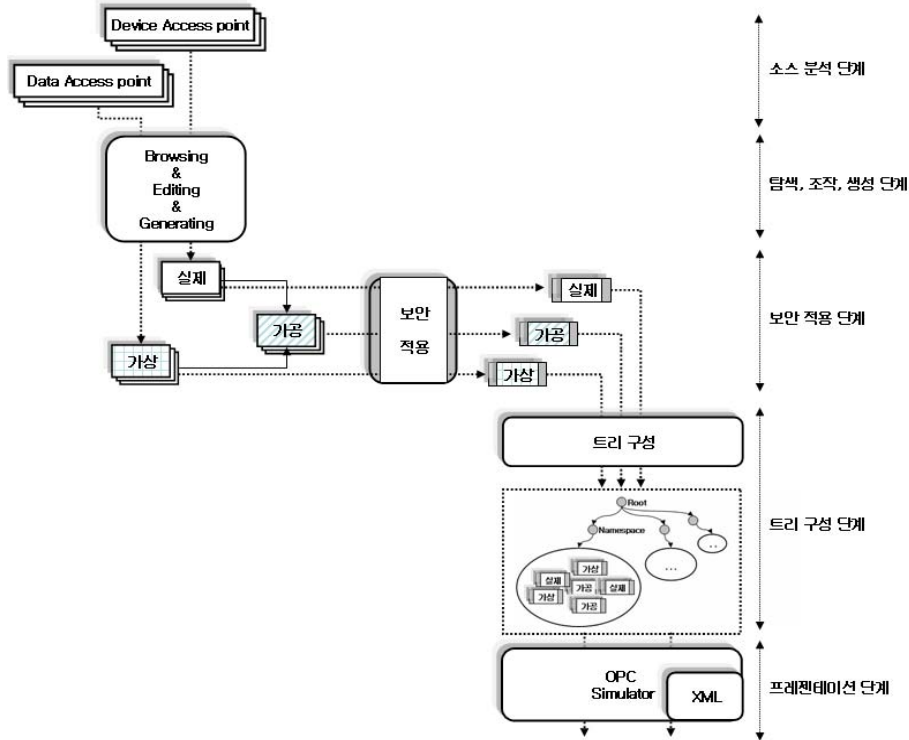 Device Access point
소스 분석 단계
Data Access point
Browsing
&
Editing
&
Generating
탐색, 조작, 생성 단계
실제
실제
보안
적용
가공
가공
보안 적용 단계
가상
가상
트리 구성
Root
Namespace
..
...
트리 구성 단계
가상
실제
가공
실제
가상
가공
OPC
Simulator
XML
프레젠테이션 단계